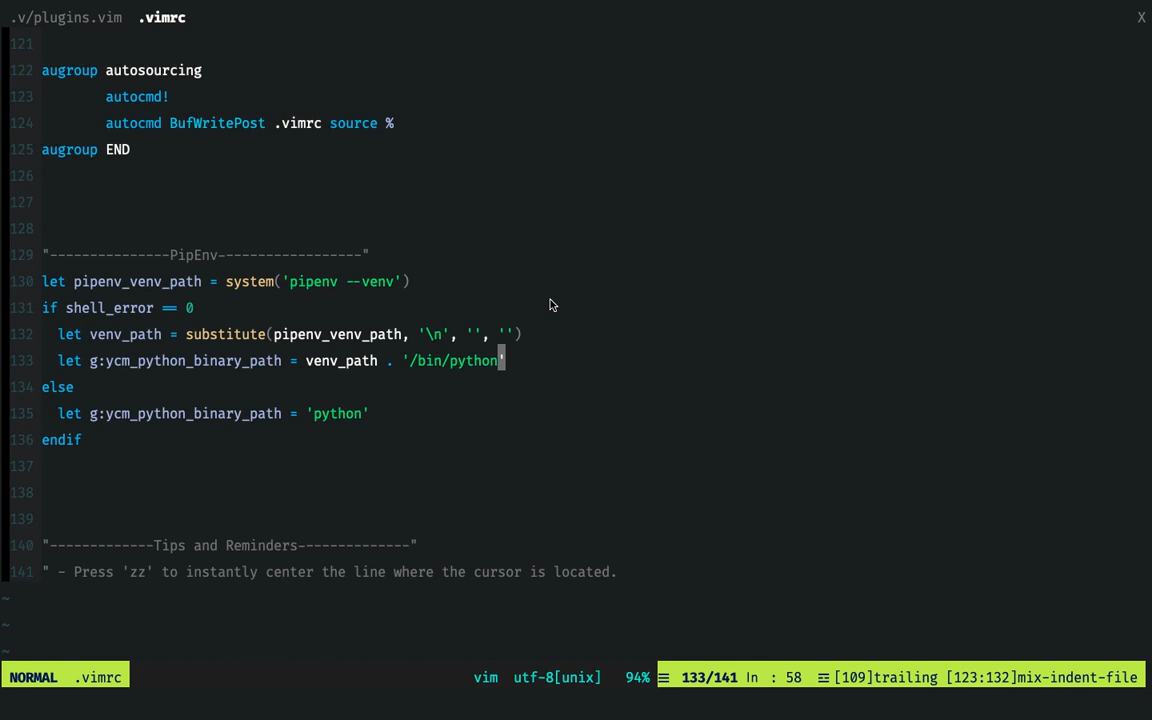 .v/plugins.vim .vimrc X
121
122 augroup autosourcing
123 autocmd!
124 autocmd BufWritePost .vimrc source %
125 augroup END
126
127
128
129 "---------------PipEnv-----------------"
130 let pipenv_venv_path = system('pipenv --venv')
131 if shell_error == 0
132 let venv_path = substitute(pipenv_venv_path, '\n', '', '')
133 let g:ycm_python_binary_path = venv_path . '/bin/python'
134 else
135 let g:ycm_python_binary_path = 'python'
136 endif
137
138
139
140 "-------------Tips and Reminders-------------"
141 " - Press 'zz' to instantly center the line where the cursor is located.
~
~
~
NORMAL .vimrc vim utf-8[unix] 94% ☰ 133/141 ln : 58 ☲[109]trailing [123:132]mix-indent-file